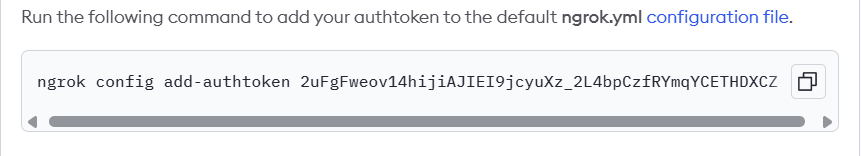 Run the following command to add your authtoken to the default ngrok.yml configuration file.
ngrok config add-authtoken 2uFgFweov14hijiAJIEI9jcyuXz_2L4bpCzfRYmqYCETHDXCZ